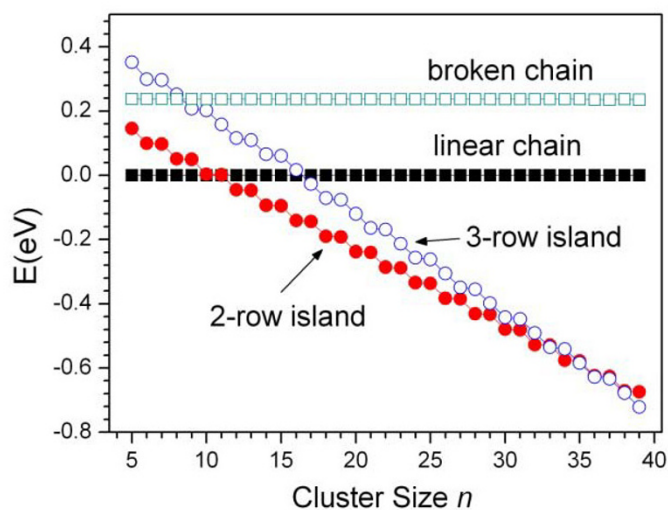 0.4
0.2
0.0
-0.2
-0.4
-0.6
-0.8
E(eV)
broken chain
linear chain
3-row island
2-row island
5 10 15 20 25 30 35 40
Cluster Size n